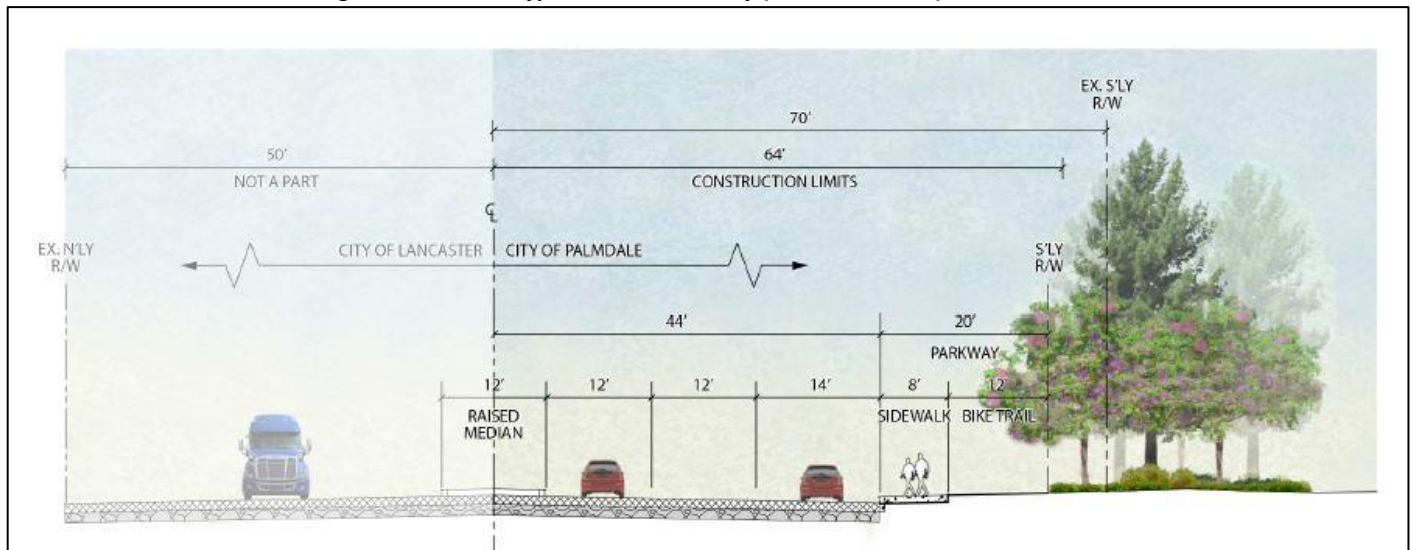 EX. S'LY
R/W
70'
50'
64'
NOT A PART
CONSTRUCTION LIMITS
EX. N'LY
R/W
CITY OF LANCASTER
CITY OF PALMDALE
S'LY
R/W
44'
20'
PARKWAY
12'
12'
12'
14'
8'
12'
RAISED
MEDIAN
SIDEWALK
BIKE TRAIL